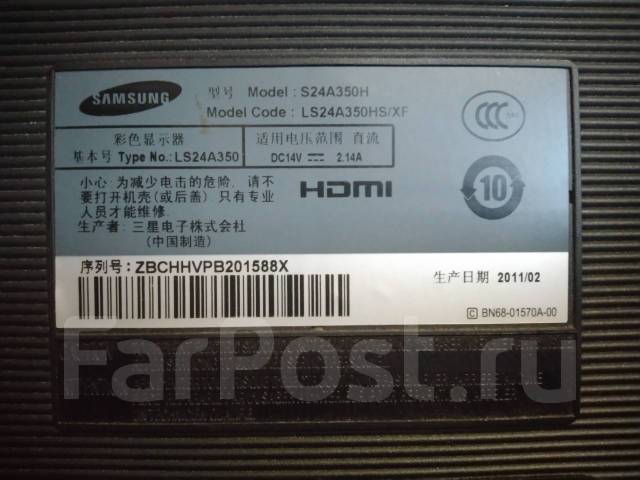 SAMSUNG
型号 Model : S24A350H
Model Code : LS24A350HS/XF
彩色显示器
基本号 Type No.: LS24A350
适用电压范围 直流
DC14V ⎓ 2.14A
小心: 为减少电击的危险, 请不
要打开机壳(或后盖) 只有专业
人员才能维修.
生产者: 三星电子株式会社
(中国制造)
HDMI
CCC
10
序列号: ZBCHHVPB201588X
生产日期 2011/02
C BN68-01570A-00
FarPost.ru